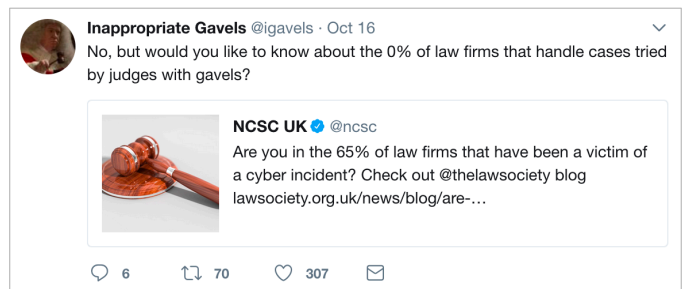 Inappropriate Gavels @igavels · Oct 16
No, but would you like to know about the 0% of law firms that handle cases tried
by judges with gavels?
NCSC UK @ncsc
Are you in the 65% of law firms that have been a victim of
a cyber incident? Check out @thelawsociety blog
lawsociety.org.uk/news/blog/are-…
6 70 307